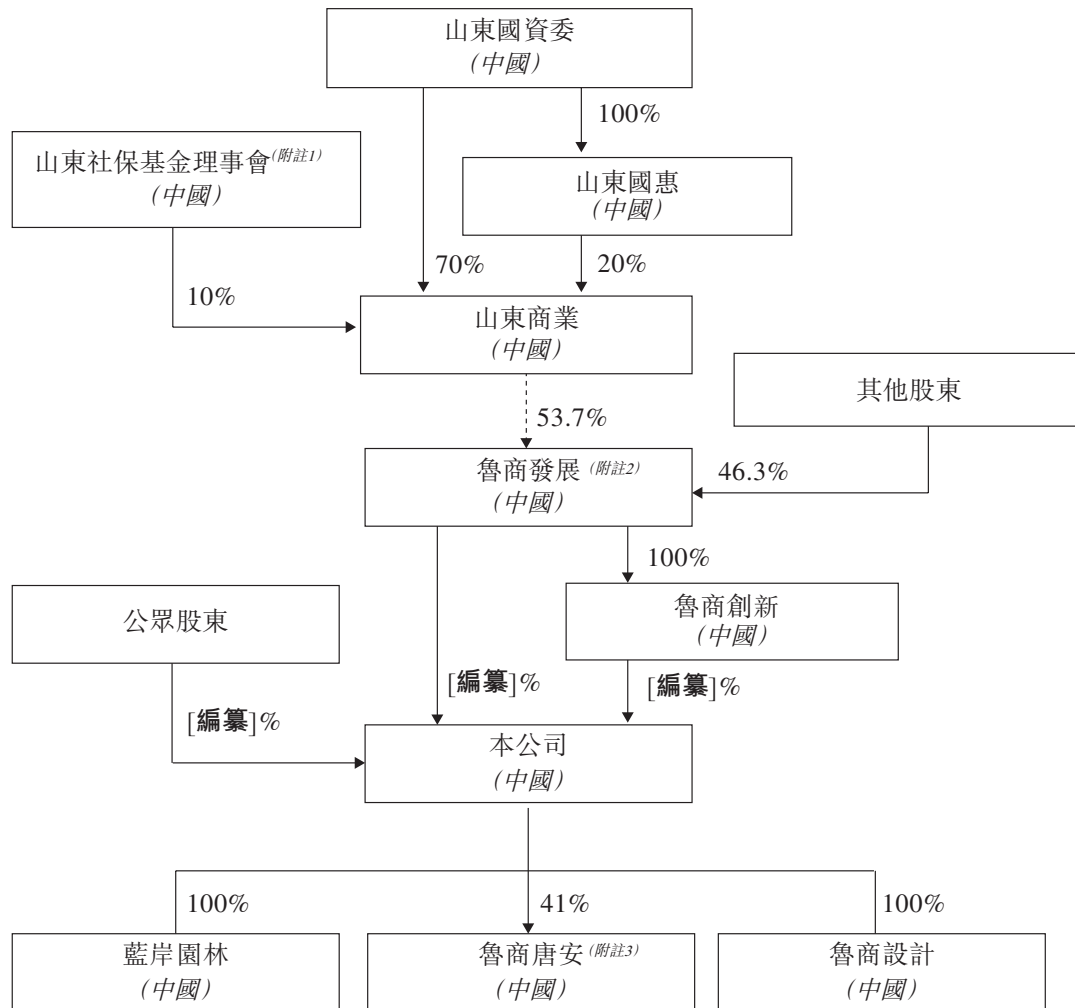 山東國資委
(中國)
100%
山東社保基金理事會(附註1)
(中國)
山東國惠
(中國)
70%
20%
10%
山東商業
(中國)
其他股東
53.7%
魯商發展 (附註2)
(中國)
46.3%
100%
公眾股東
魯商創新
(中國)
[編纂]%
[編纂]%
[編纂]%
本公司
(中國)
100%
41%
100%
藍岸園林
(中國)
魯商唐安(附註3)
(中國)
魯商設計
(中國)